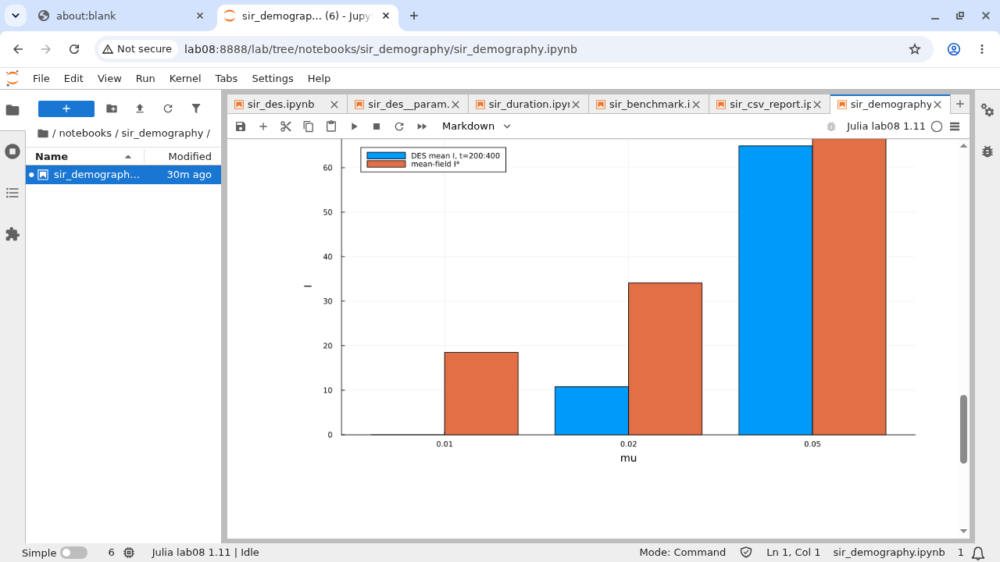 about:blank
sir_demograp… (6) - Jupy
Not secure
lab08:8888/lab/tree/notebooks/sir_demography/sir_demography.ipynb
File Edit View Run Kernel Tabs Settings Help
sir_des.ipynb
sir_des__param.
sir_duration.ipyn
sir_benchmark.i
sir_csv_report.ip
sir_demography
/ notebooks / sir_demography /
Markdown
Julia lab08 1.11
Name
Modified
sir_demograph…
30m ago
DES mean I, t=200:400
mean-field I*
60
50
40
30
20
10
0
I
0.01 0.02 0.05
mu
Simple
6
Julia lab08 1.11 | Idle
Mode: Command
Ln 1, Col 1
sir_demography.ipynb
1